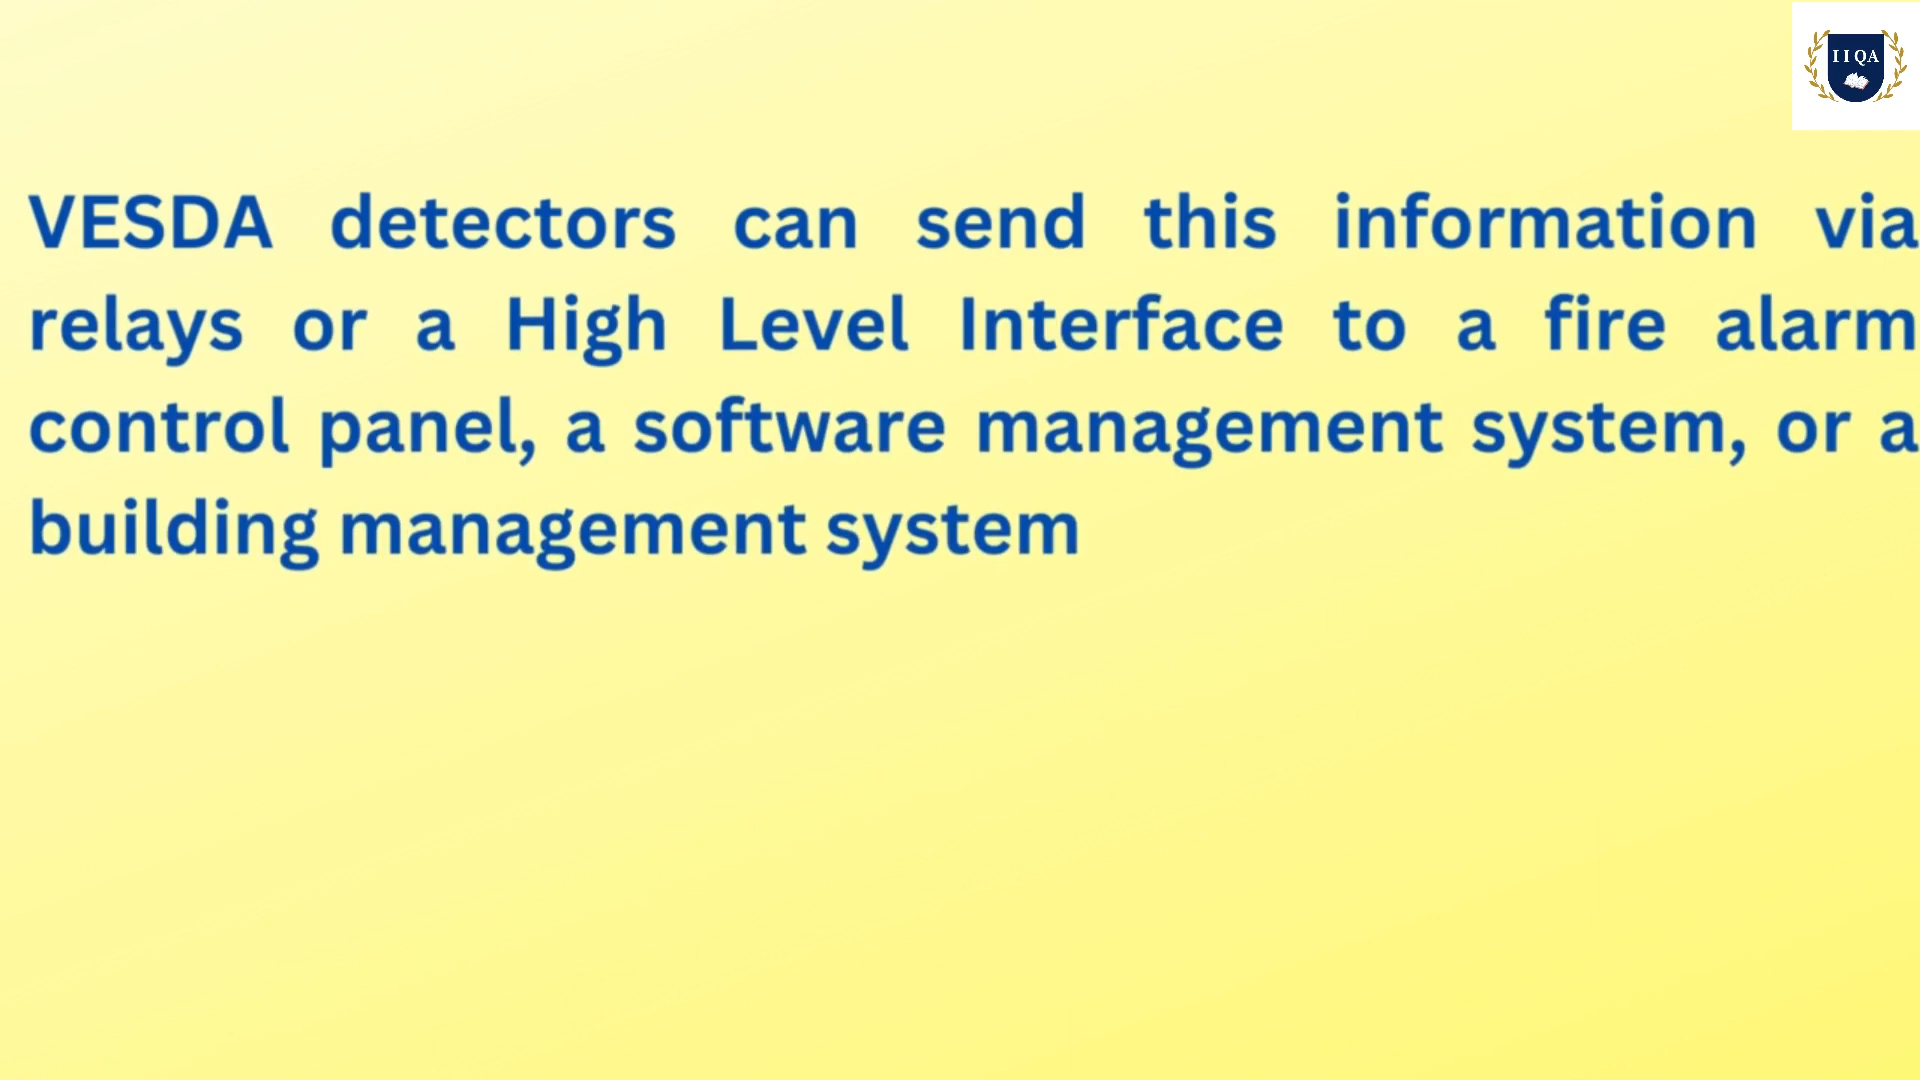 IIQA
VESDA detectors can send this information via
relays or a High Level Interface to a fire alarm
control panel, a software management system, or a
building management system